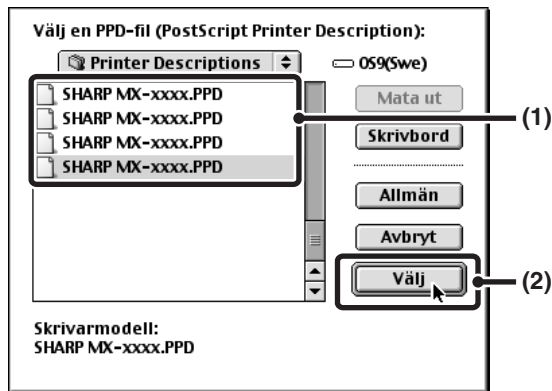 Välj en PPD-fil (PostScript Printer Description):
Printer Descriptions
OS9(Swe)
SHARP MX-xxxx.PPD
SHARP MX-xxxx.PPD
SHARP MX-xxxx.PPD
SHARP MX-xxxx.PPD
Mata ut
Skrivbord
Allmän
Avbryt
Välj
(1)
(2)
Skrivarmodell:
SHARP MX-xxxx.PPD